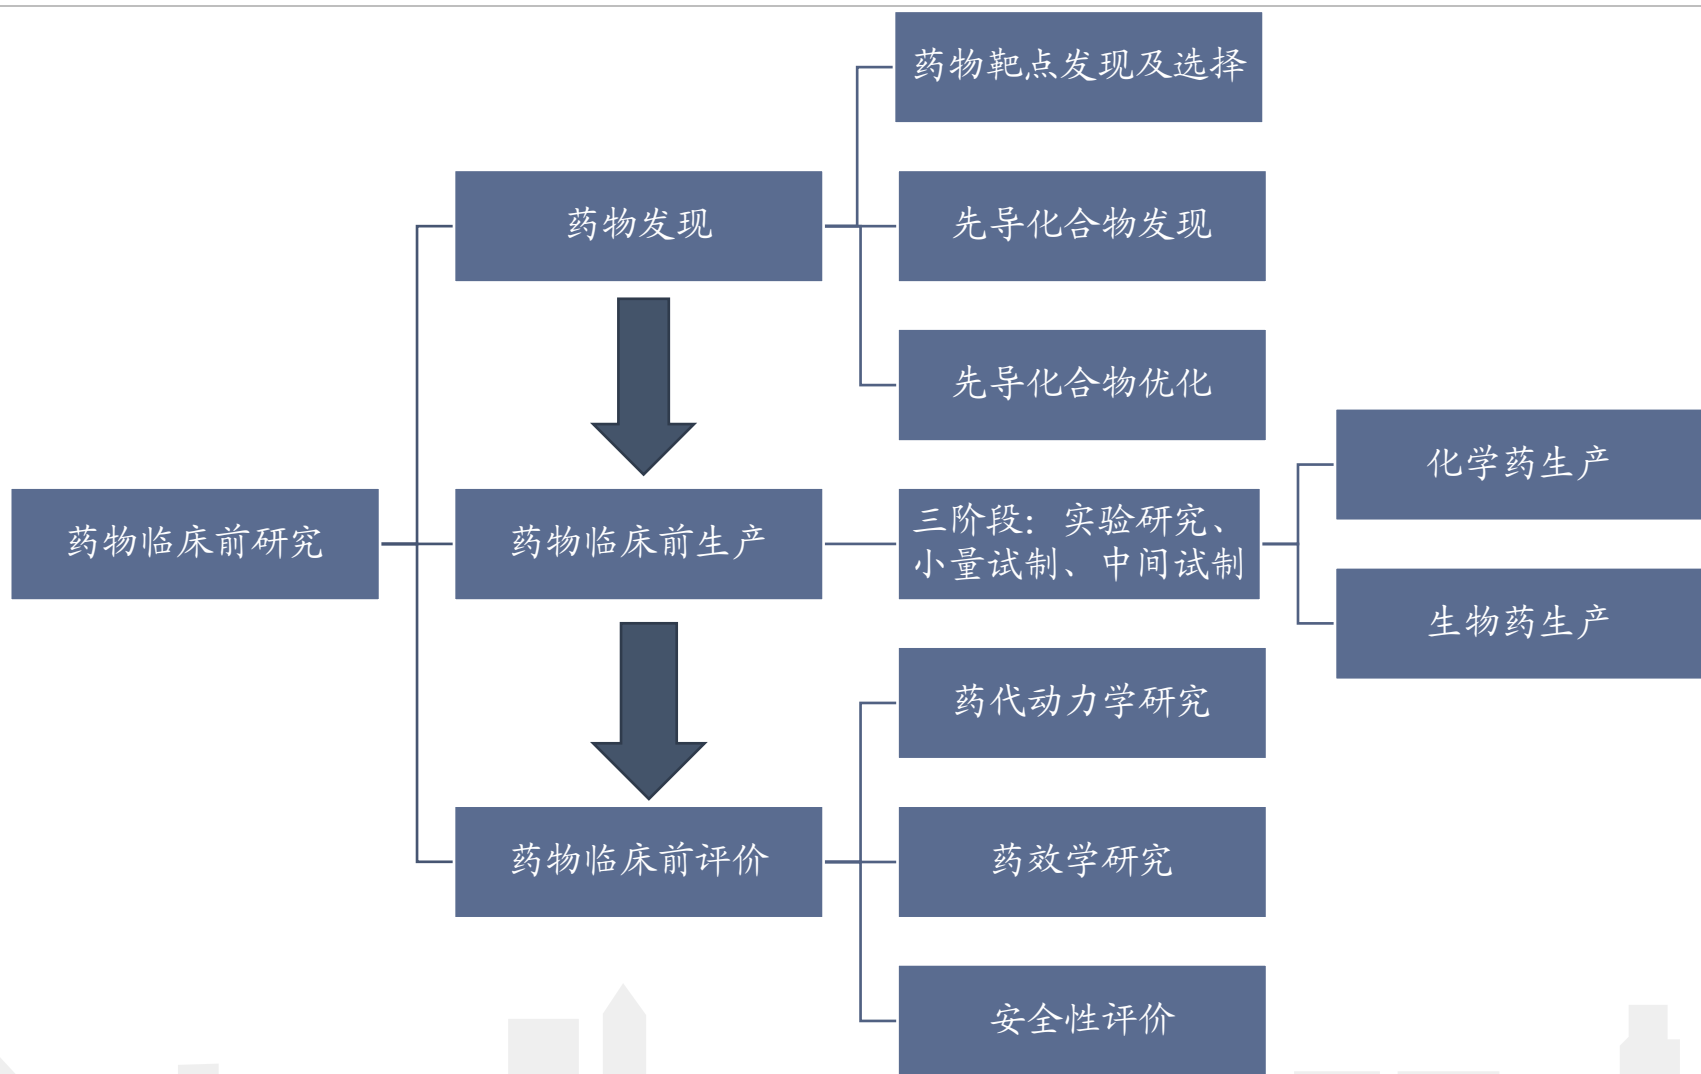 药物靶点发现及选择
药物发现
先导化合物发现
先导化合物优化
化学药生产
药物临床前研究
药物临床前生产
三阶段：实验研究、
小量试制、中间试制
生物药生产
药代动力学研究
药物临床前评价
药效学研究
安全性评价